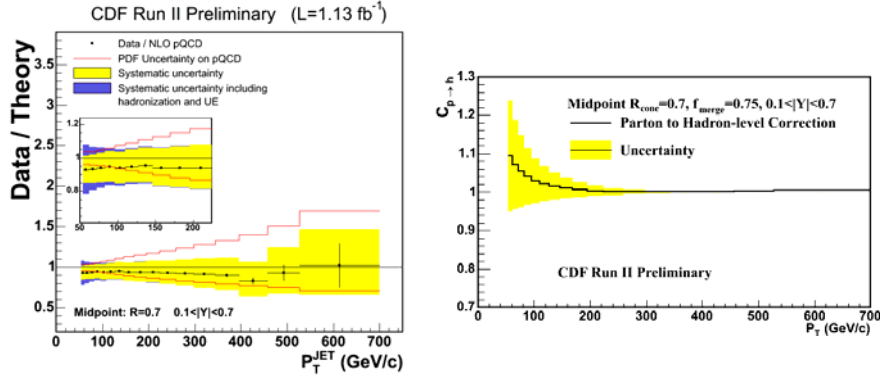 CDF Run II Preliminary (L=1.13 fb⁻¹)
Data / Theory
3.5
3
2.5
2
1.5
1
0.5
Data / NLO pQCD
PDF Uncertainty on pQCD
Systematic uncertainty
Systematic uncertainty including
hadronization and UE
1.2
1
0.8
50 100 150 200
Midpoint: R=0.7 0.1<|Y|<0.7
0 100 200 300 400 500 600 700
P_T^JET (GeV/c)
C_p→h
1.3
1.2
1.1
1.0
0.9
0.8
0.7
Midpoint R_cone=0.7, f_merge=0.75, 0.1<|Y|<0.7
Parton to Hadron-level Correction
Uncertainty
CDF Run II Preliminary
0 100 200 300 400 500 600 700
P_T (GeV/c)